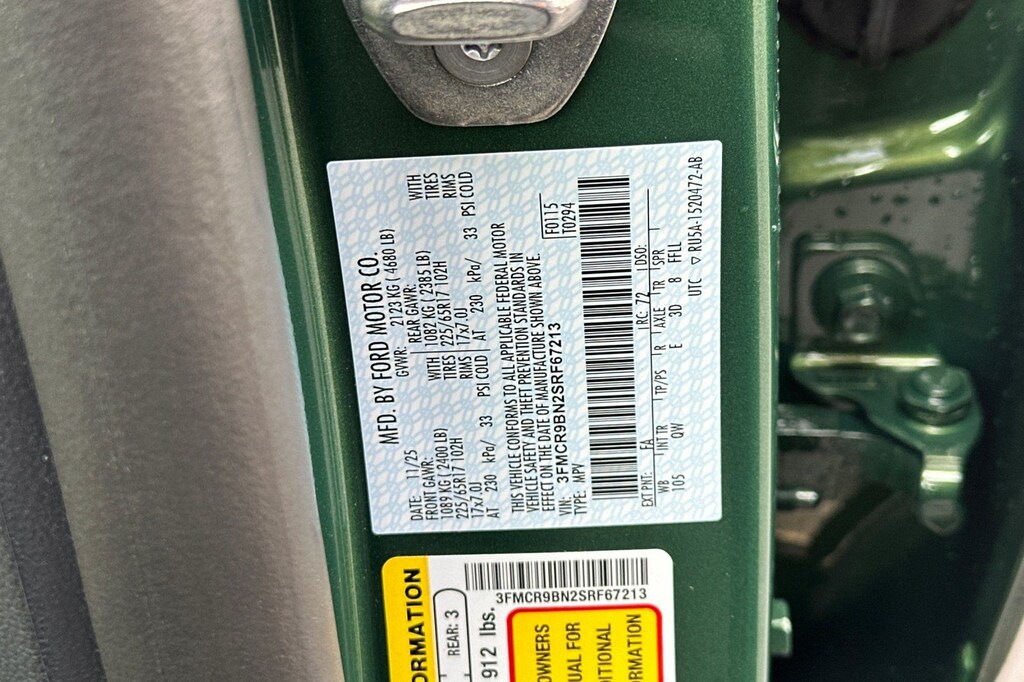 MFD. BY FORD MOTOR CO.
DATE: 11/25
GVWR: 2123 KG ( 4680 LB)
FRONT GAWR:
REAR GAWR:
1089 KG ( 2400 LB)
WITH
1082 KG ( 2385 LB)
WITH
225/65R17 102H
TIRES
225/65R17 102H
TIRES
17x7.0J
RIMS
17x7.0J
RIMS
AT 230 kPa/ 33 PSI COLD
AT 230 kPa/ 33 PSI COLD
THIS VEHICLE CONFORMS TO ALL APPLICABLE FEDERAL MOTOR
VEHICLE SAFETY AND THEFT PREVENTION STANDARDS IN
EFFECT ON THE DATE OF MANUFACTURE SHOWN ABOVE.
VIN: 3FMCR9BN2SRF67213
TYPE: MPV
F0115
T0294
EXT PNT: FA RC: 72 DSO:
WB INT TR TP/PS R AXLE TR SPR
105 QW E 3D 8 FFLL
UTC ▽ RU5A-1520472-AB
ORMATION
REAR: 3
912 lbs.
3FMCR9BN2SRF67213
OWNERS
UAL FOR
ITIONAL
RMATION